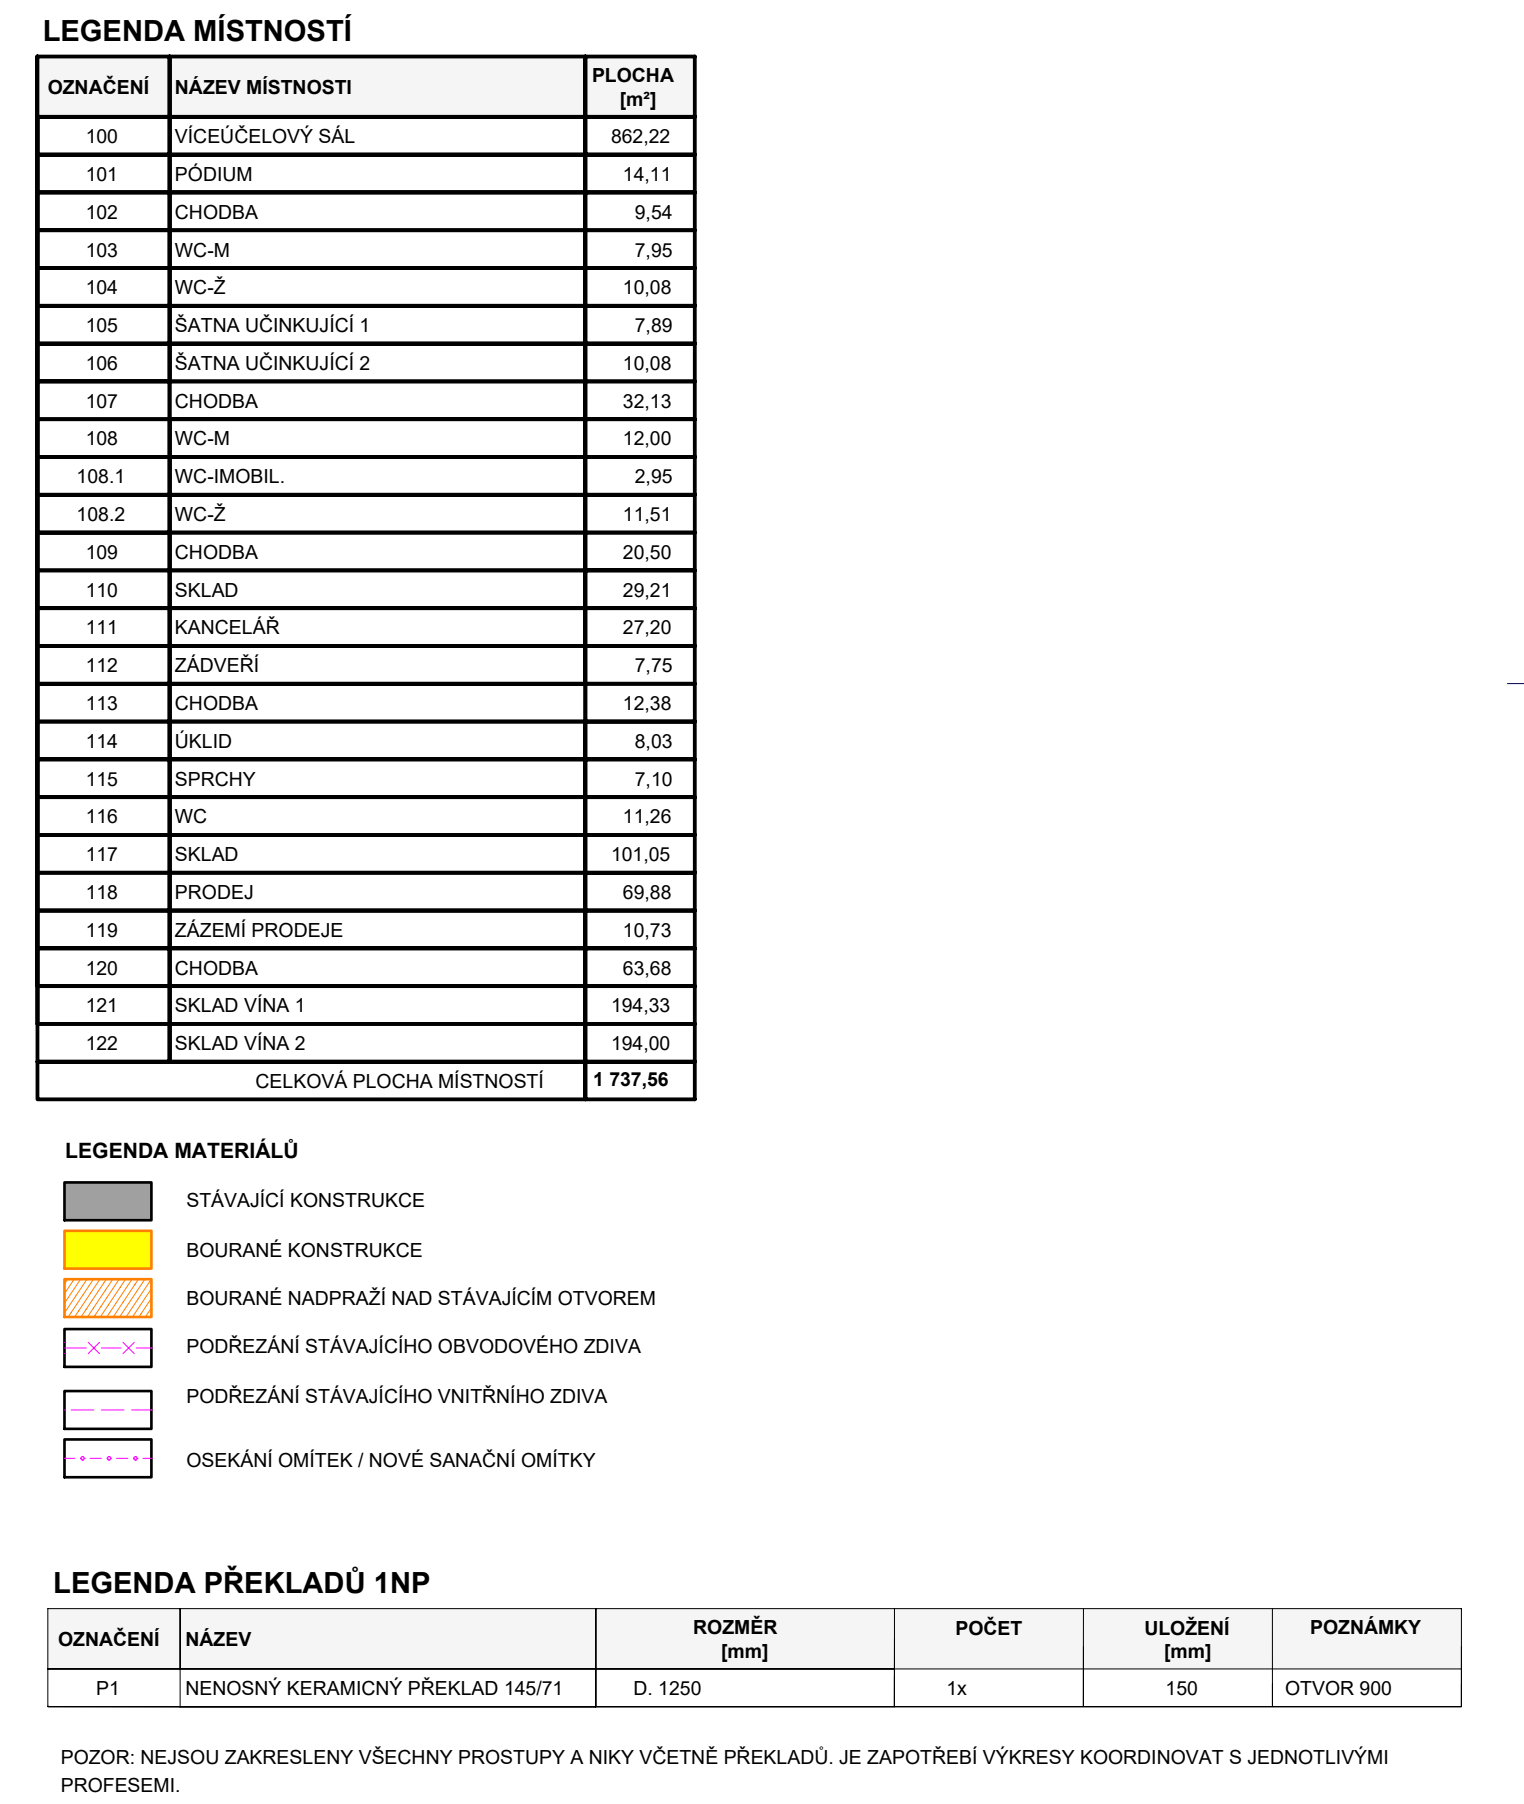 LEGENDA MÍSTNOSTÍ
OZNAČENÍ NÁZEV MÍSTNOSTI PLOCHA [m²]
100 VÍCEÚČELOVÝ SÁL 862,22
101 PÓDIUM 14,11
102 CHODBA 9,54
103 WC-M 7,95
104 WC-Ž 10,08
105 ŠATNA UČINKUJÍCÍ 1 7,89
106 ŠATNA UČINKUJÍCÍ 2 10,08
107 CHODBA 32,13
108 WC-M 12,00
108.1 WC-IMOBIL. 2,95
108.2 WC-Ž 11,51
109 CHODBA 20,50
110 SKLAD 29,21
111 KANCELÁŘ 27,20
112 ZÁDVEŘÍ 7,75
113 CHODBA 12,38
114 ÚKLID 8,03
115 SPRCHY 7,10
116 WC 11,26
117 SKLAD 101,05
118 PRODEJ 69,88
119 ZÁZEMÍ PRODEJE 10,73
120 CHODBA 63,68
121 SKLAD VÍNA 1 194,33
122 SKLAD VÍNA 2 194,00
CELKOVÁ PLOCHA MÍSTNOSTÍ 1 737,56
LEGENDA MATERIÁLŮ
STÁVAJÍCÍ KONSTRUKCE
BOURANÉ KONSTRUKCE
BOURANÉ NADPRAŽÍ NAD STÁVAJÍCÍM OTVOREM
PODŘEZÁNÍ STÁVAJÍCÍHO OBVODOVÉHO ZDIVA
PODŘEZÁNÍ STÁVAJÍCÍHO VNITŘNÍHO ZDIVA
OSEKÁNÍ OMÍTEK / NOVÉ SANAČNÍ OMÍTKY
LEGENDA PŘEKLADŮ 1NP
OZNAČENÍ NÁZEV ROZMĚR [mm] POČET ULOŽENÍ [mm] POZNÁMKY
P1 NENOSNÝ KERAMICNÝ PŘEKLAD 145/71 D. 1250 1x 150 OTVOR 900
POZOR: NEJSOU ZAKRESLENY VŠECHNY PROSTUPY A NIKY VČETNĚ PŘEKLADŮ. JE ZAPOTŘEBÍ VÝKRESY KOORDINOVAT S JEDNOTLIVÝMI
PROFESEMI.